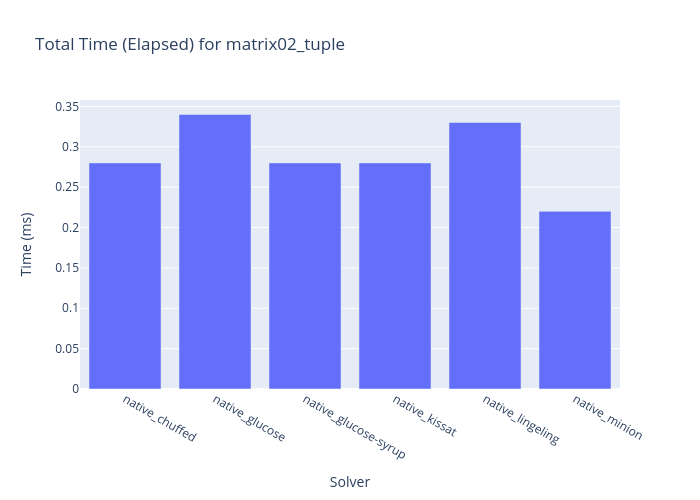 Total Time (Elapsed) for matrix02_tuple
Time (ms)
0.35
0.3
0.25
0.2
0.15
0.1
0.05
0
native_chuffed
native_glucose
native_glucose-syrup
native_kissat
native_lingeling
native_minion
Solver